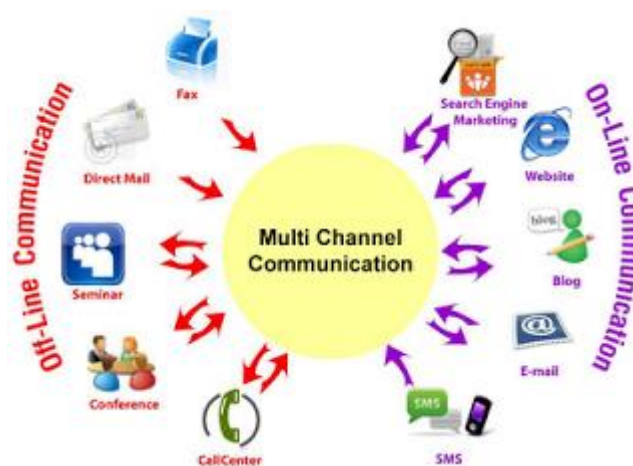 Fax
Direct Mail
Seminar
Conference
CallCenter
Off-Line Communication
Multi Channel
Communication
Search Engine
Marketing
Website
blog
Blog
@
E-mail
SMS
SMS
On-Line Communication